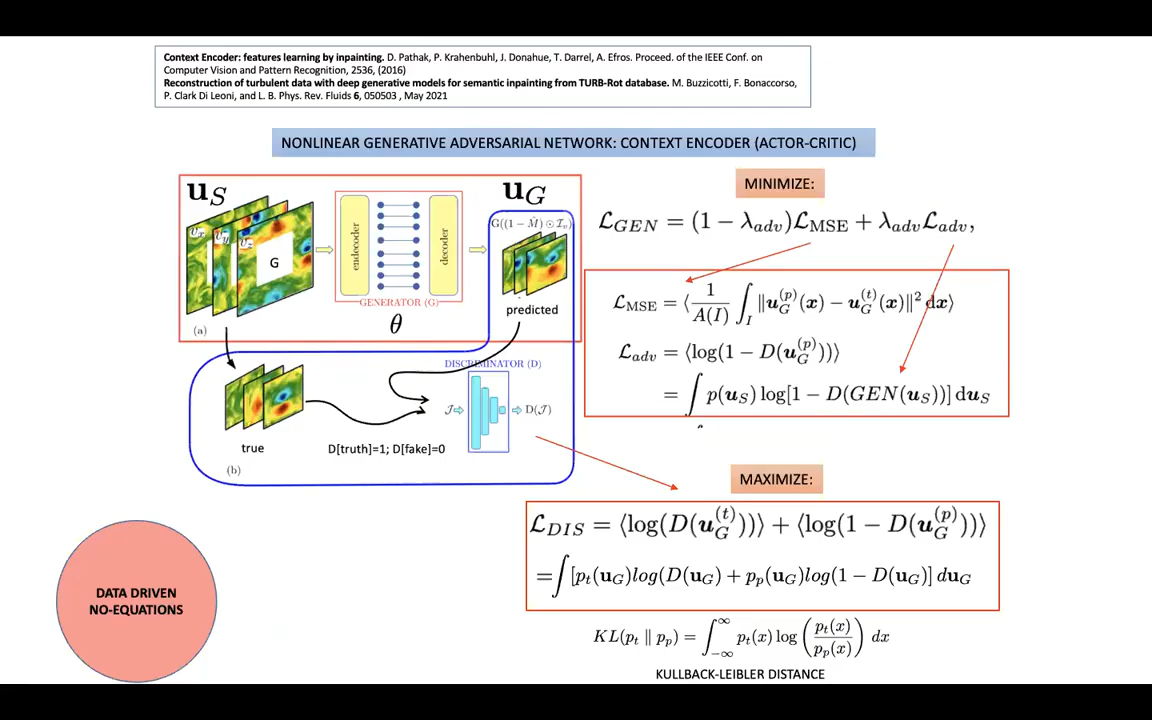 Context Encoder: features learning by inpainting. D. Pathak, P. Krahenbuhl, J. Donahue, T. Darrel, A. Efros. Proceed. of the IEEE Conf. on
Computer Vision and Pattern Recognition, 2536, (2016)
Reconstruction of turbulent data with deep generative models for semantic inpainting from TURB-Rot database. M. Buzzicotti, F. Bonaccorso,
P. Clark Di Leoni, and L. B. Phys. Rev. Fluids 6, 050503 , May 2021
NONLINEAR GENERATIVE ADVERSARIAL NETWORK: CONTEXT ENCODER (ACTOR-CRITIC)
u_S
u_G
v_x
v_y
v_z
G
endecoder
decoder
G((1 − M̂) ⊙ I_v)
predicted
GENERATOR (G)
θ
(a)
DISCRIMINATOR (D)
J
D(J)
true
D[truth]=1; D[fake]=0
(b)
MINIMIZE:
L_GEN = (1 − λ_adv)L_MSE + λ_adv L_adv,
L_MSE = ⟨ 1/A(I) ∫_I ‖u_G^(p)(x) − u_G^(t)(x)‖² dx⟩
L_adv = ⟨log(1 − D(u_G^(p)))⟩
= ∫ p(u_S) log[1 − D(GEN(u_S))] du_S
MAXIMIZE:
L_DIS = ⟨log(D(u_G^(t)))⟩ + ⟨log(1 − D(u_G^(p)))⟩
= ∫ [p_t(u_G)log(D(u_G) + p_p(u_G)log(1 − D(u_G)] du_G
KL(p_t ‖ p_p) = ∫_{−∞}^{∞} p_t(x) log (p_t(x)/p_p(x)) dx
KULLBACK-LEIBLER DISTANCE
DATA DRIVEN
NO-EQUATIONS